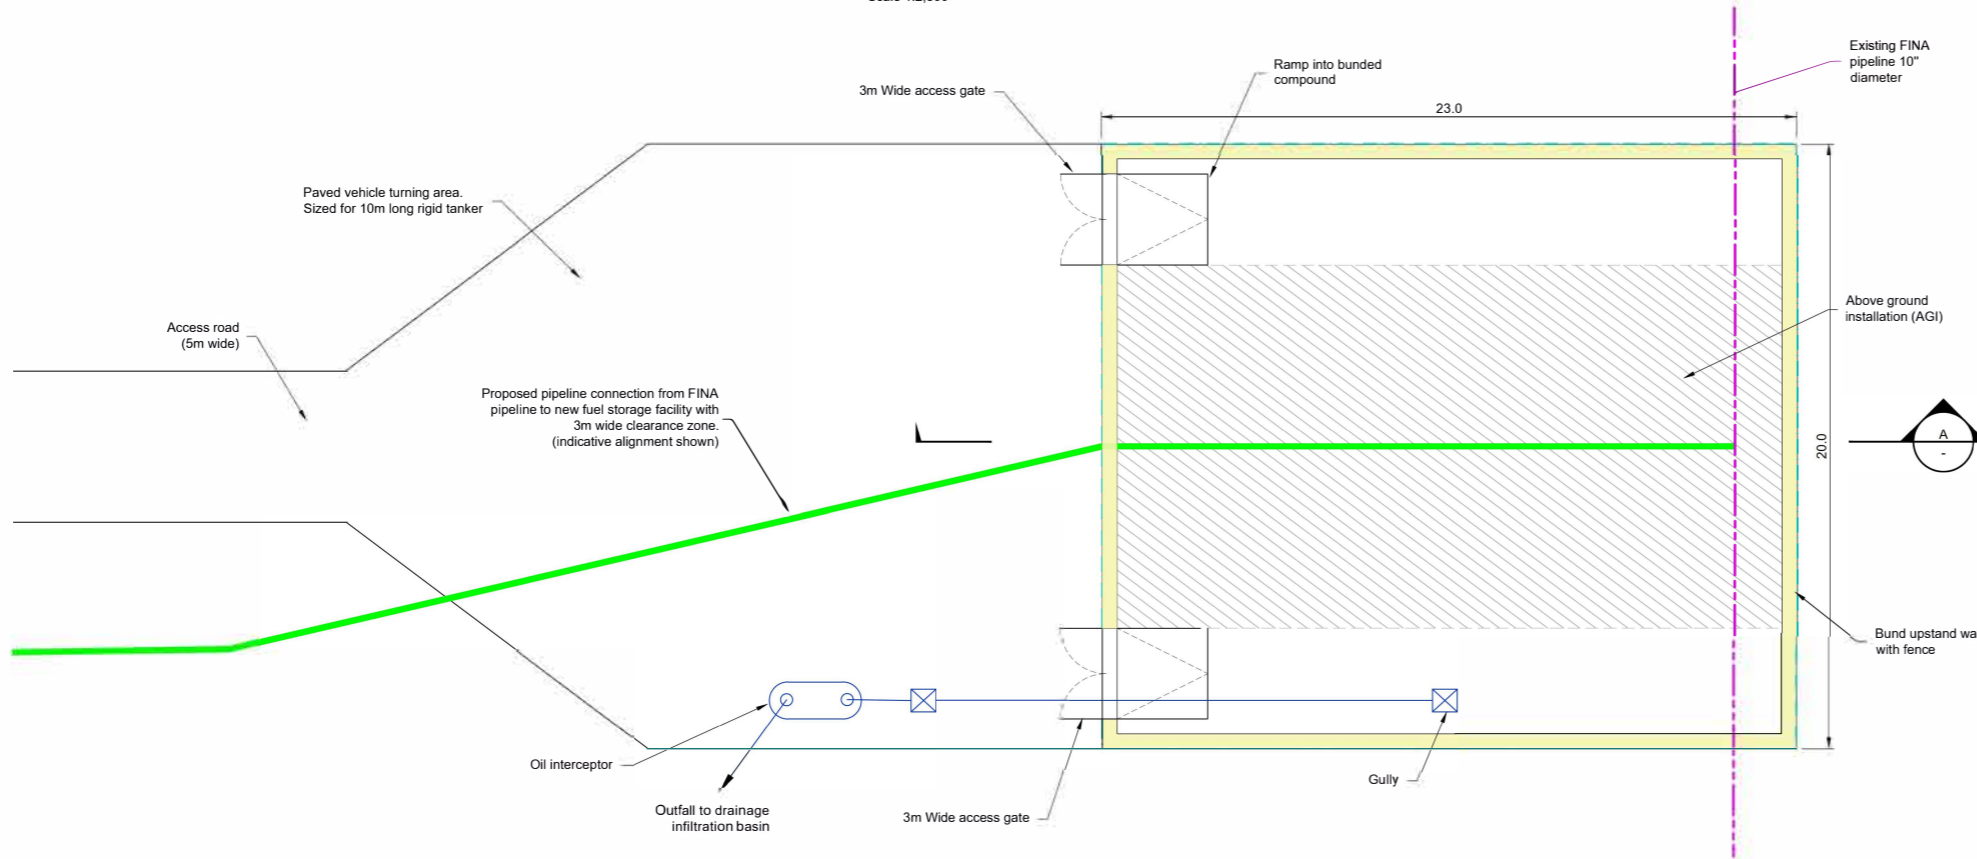 Existing FINA
pipeline 10"
diameter
Ramp into bunded
compound
3m Wide access gate
23.0
Paved vehicle turning area.
Sized for 10m long rigid tanker
Above ground
installation (AGI)
Access road
(5m wide)
Proposed pipeline connection from FINA
pipeline to new fuel storage facility with
3m wide clearance zone.
(indicative alignment shown)
20.0
A
-
Bund upstand wa
with fence
Oil interceptor
Gully
Outfall to drainage
infiltration basin
3m Wide access gate